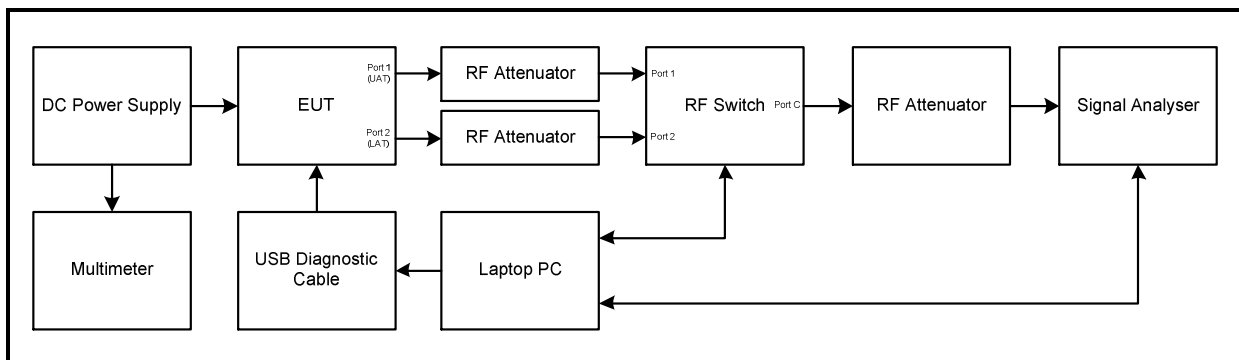 DC Power Supply
EUT
Port 1
(UAT)
Port 2
(LAT)
RF Attenuator
RF Attenuator
Port 1
RF Switch
Port C
Port 2
RF Attenuator
Signal Analyser
Multimeter
USB Diagnostic
Cable
Laptop PC